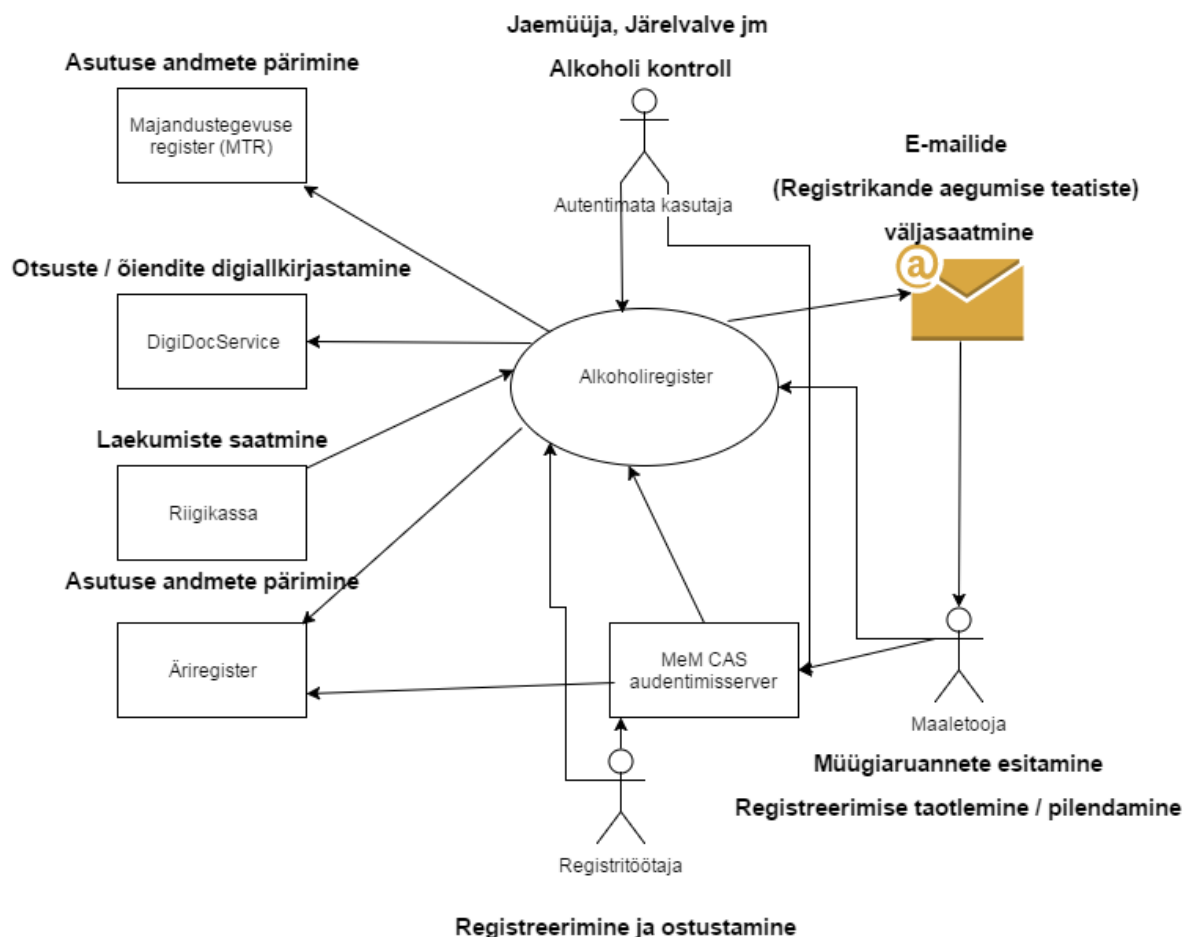 Jaemüüja, Järelvalve jm
Alkoholi kontroll
Asutuse andmete pärimine
Majandustegevuse
register (MTR)
Autentimata kasutaja
E-mailide
(Registrikande aegumise teatiste)
väljasaatmine
@
Otsuste / õiendite digiallkirjastamine
DigiDocService
Alkoholiregister
Laekumiste saatmine
Riigikassa
Asutuse andmete pärimine
Äriregister
MeM CAS
audentimisserver
Maaletooja
Müügiaruannete esitamine
Registreerimise taotlemine / pilendamine
Registritöötaja
Registreerimine ja ostustamine